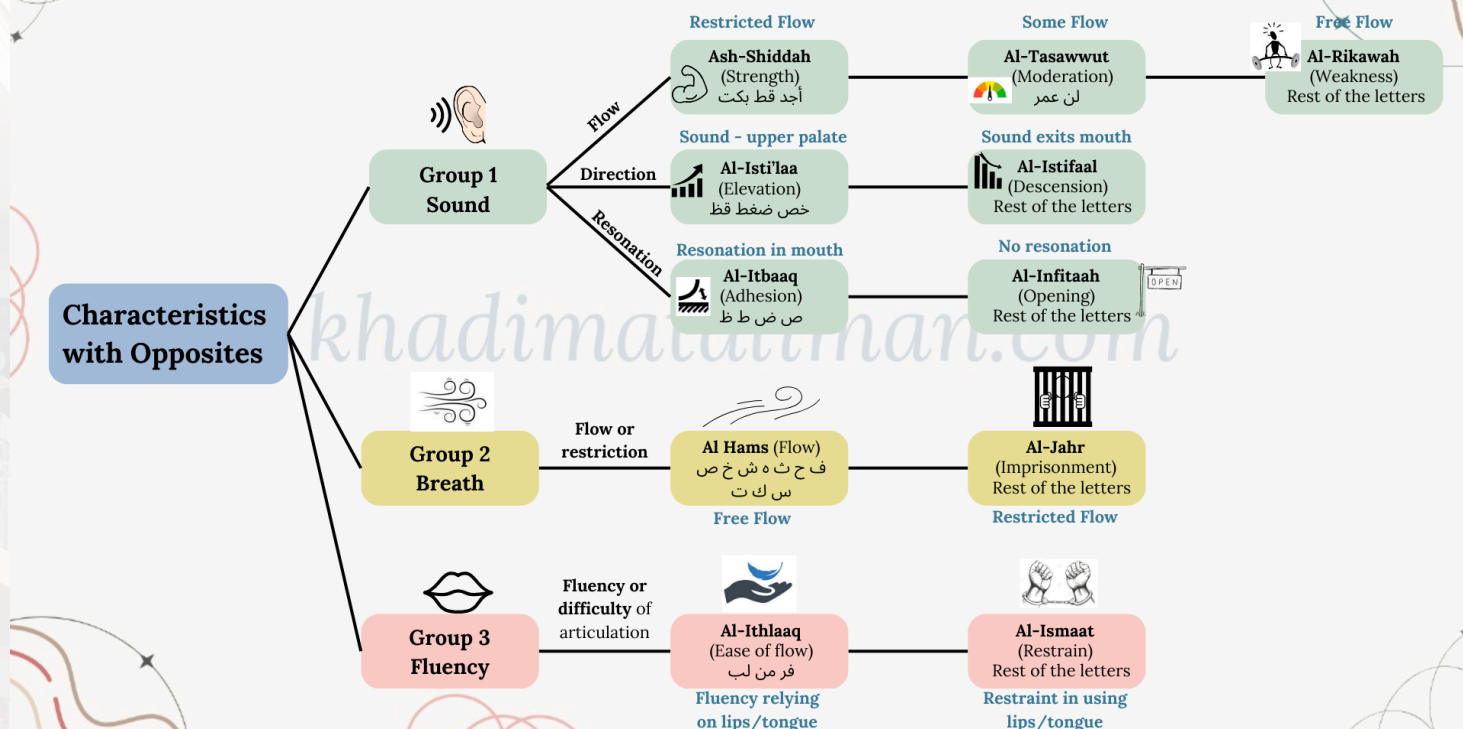 Characteristics
with Opposites
Group 1
Sound
Flow
Restricted Flow
Ash-Shiddah
(Strength)
أجد قط بكت
Some Flow
Al-Tasawwut
(Moderation)
لن عمر
Free Flow
Al-Rikawah
(Weakness)
Rest of the letters
Direction
Sound - upper palate
Al-Isti’laa
(Elevation)
خص ضغط قظ
Sound exits mouth
Al-Istifaal
(Descension)
Rest of the letters
Resonation
Resonation in mouth
Al-Itbaaq
(Adhesion)
ص ض ط ظ
No resonation
Al-Infitaah
(Opening)
Rest of the letters
OPEN
Group 2
Breath
Flow or
restriction
Al Hams (Flow)
ف ح ث ه ش خ ص
س ك ت
Free Flow
Al-Jahr
(Imprisonment)
Rest of the letters
Restricted Flow
Group 3
Fluency
Fluency or
difficulty of
articulation
Al-Ithlaaq
(Ease of flow)
فر من لب
Fluency relying
on lips/tongue
Al-Ismaat
(Restrain)
Rest of the letters
Restraint in using
lips/tongue